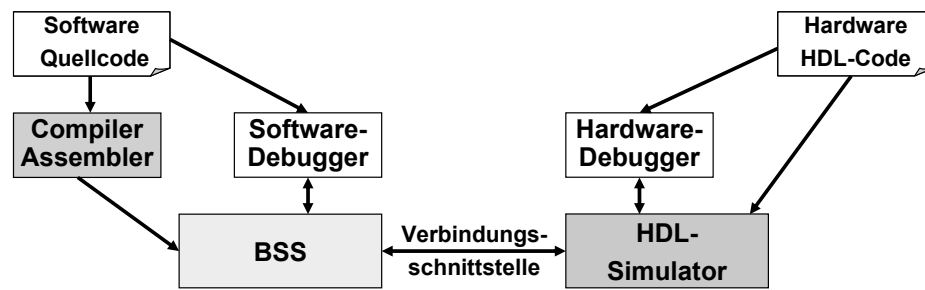 Software
Quellcode
Hardware
HDL-Code
Compiler
Assembler
Software-
Debugger
Hardware-
Debugger
BSS
Verbindungs-
schnittstelle
HDL-
Simulator